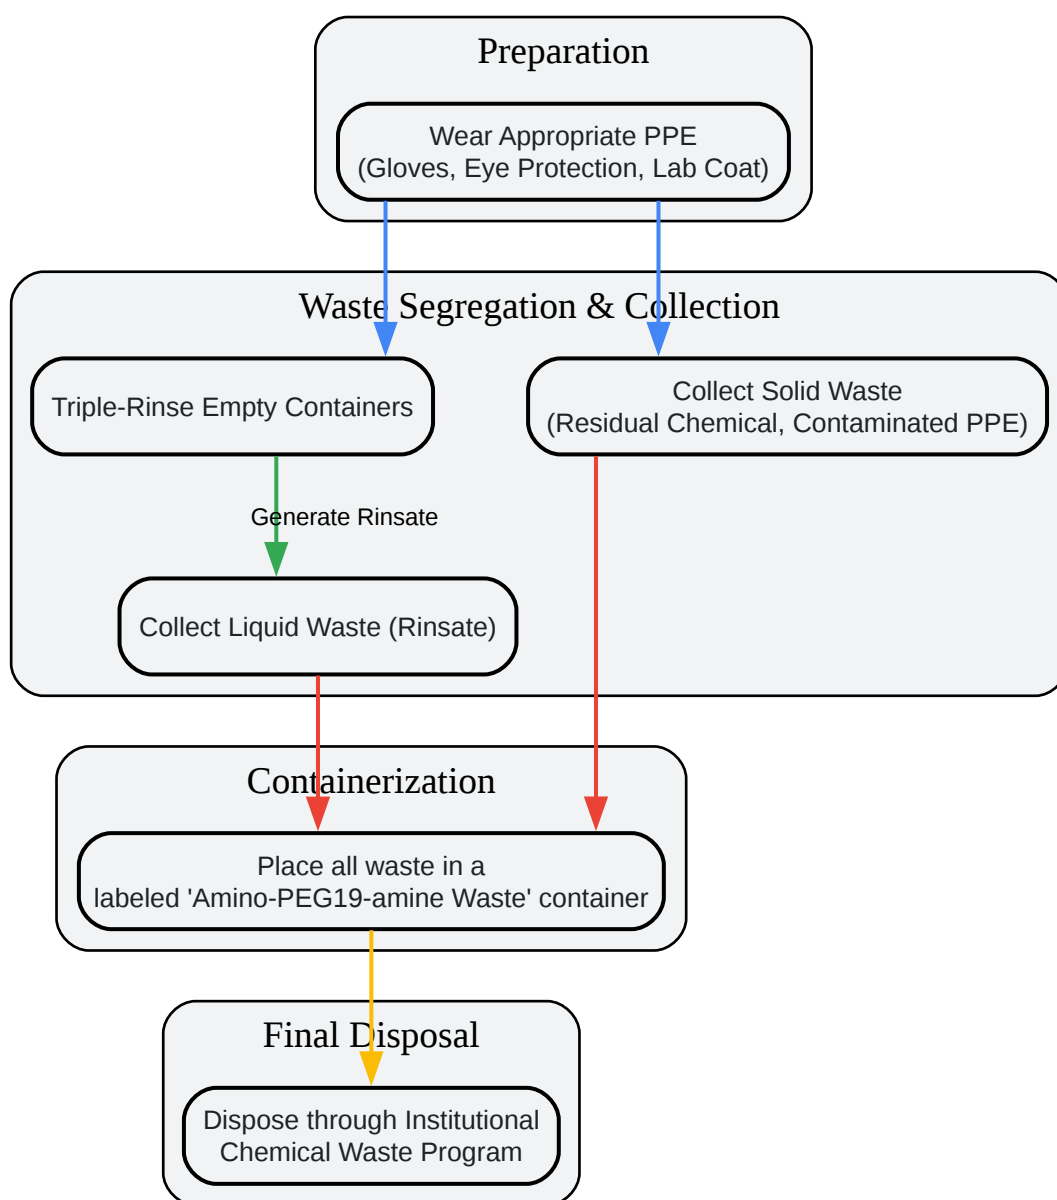 Preparation
Wear Appropriate PPE
(Gloves, Eye Protection, Lab Coat)
Waste Segregation & Collection
Triple-Rinse Empty Containers
Collect Solid Waste
(Residual Chemical, Contaminated PPE)
Generate Rinsate
Collect Liquid Waste (Rinsate)
Containerization
Place all waste in a
labeled 'Amino-PEG19-amine Waste' container
Final Disposal
Dispose through Institutional
Chemical Waste Program